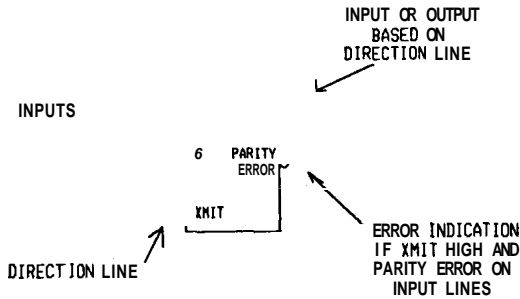 INPUT OR OUTPUT
BASED ON
DIRECTION LINE
INPUTS
6 PARITY
ERROR
XMIT
DIRECTION LINE
ERROR INDICATION
IF XMIT HIGH AND
PARITY ERROR ON
INPUT LINES